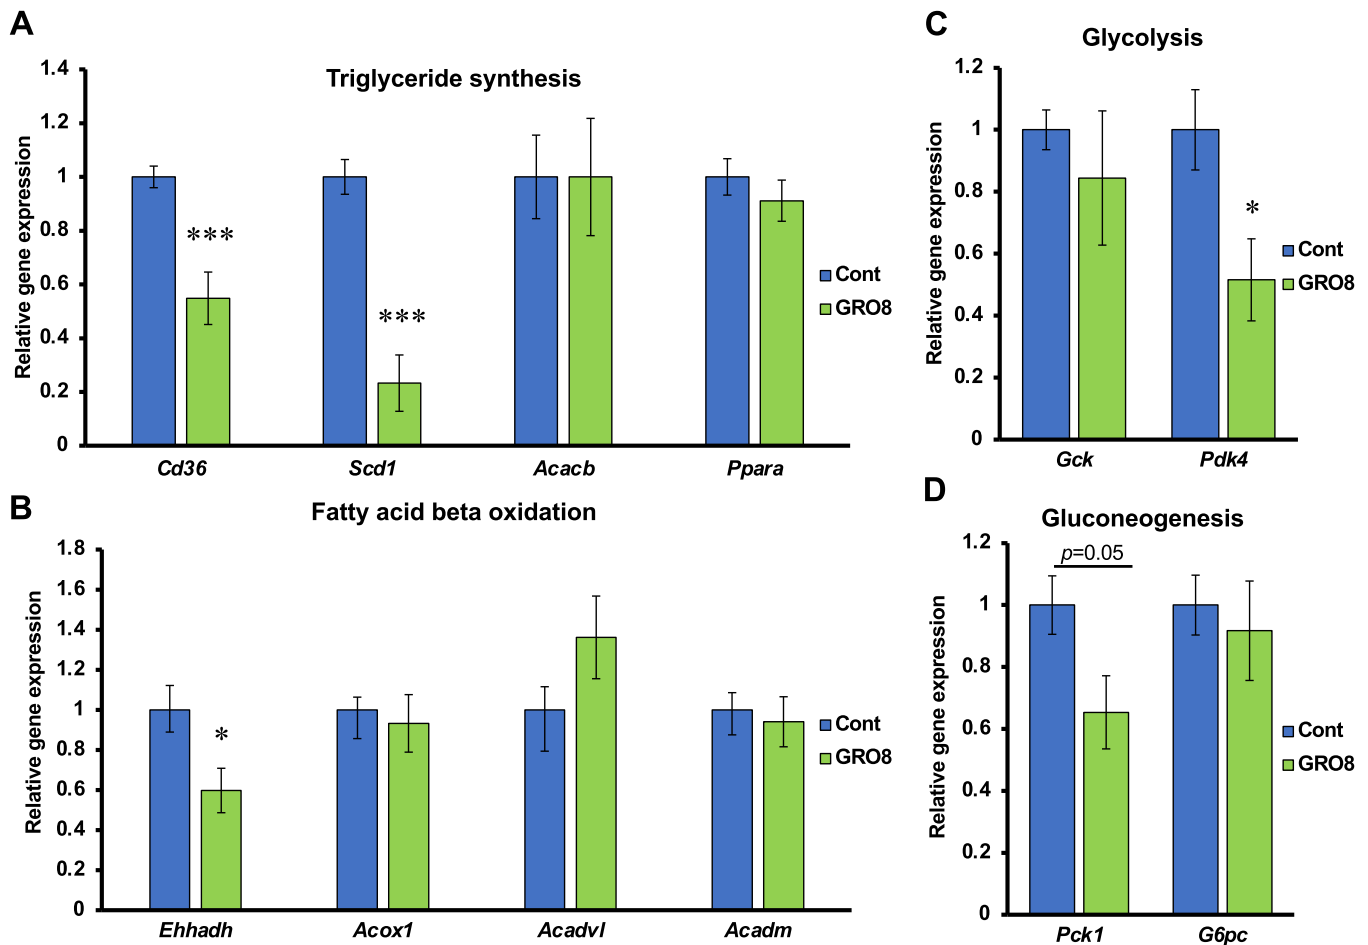 A
Triglyceride synthesis
Relative gene expression
1.4
1.2
1
0.8
0.6
0.4
0.2
0
***
***
Cd36 Scd1 Acacb Ppara
Cont
GRO8
B
Fatty acid beta oxidation
Relative gene expression
1.8
1.6
1.4
1.2
1
0.8
0.6
0.4
0.2
0
*
Ehhadh Acox1 Acadvl Acadm
Cont
GRO8
C
Glycolysis
Relative gene expression
1.2
1
0.8
0.6
0.4
0.2
0
*
Gck Pdk4
Cont
GRO8
D
Gluconeogenesis
Relative gene expression
1.2
1
0.8
0.6
0.4
0.2
0
p=0.05
Pck1 G6pc
Cont
GRO8